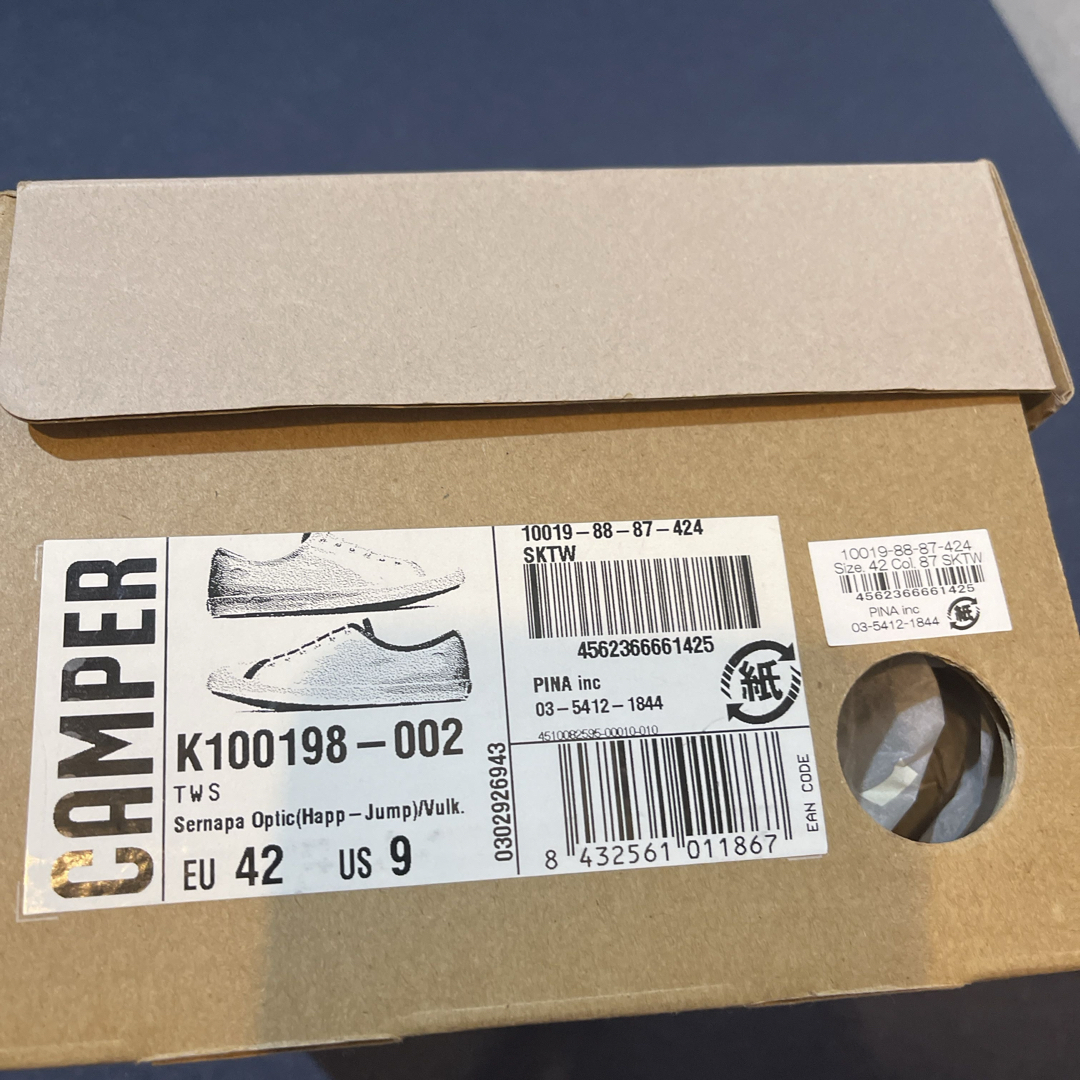 CAMPER
K100198-002
TWS
Sernapa Optic(Happ-Jump)/Vulk.
EU 42 US 9
0302926943
10019-88-87-424
SKTW
4562366661425
PINA inc
03-5412-1844
紙
4510082595-00010-010
8 432561 011867
EAN CODE
10019-88-87-424
Size. 42 Col. 87 SKTW
4562366661425
PINA inc
03-5412-1844
紙